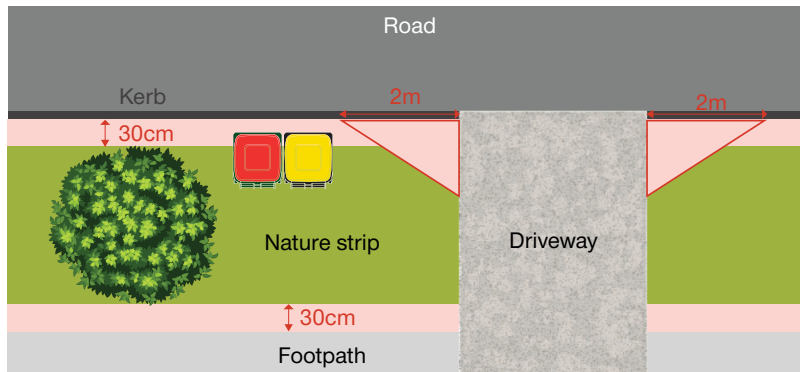 Road
Kerb
2m
2m
30cm
Nature strip
Driveway
30cm
Footpath